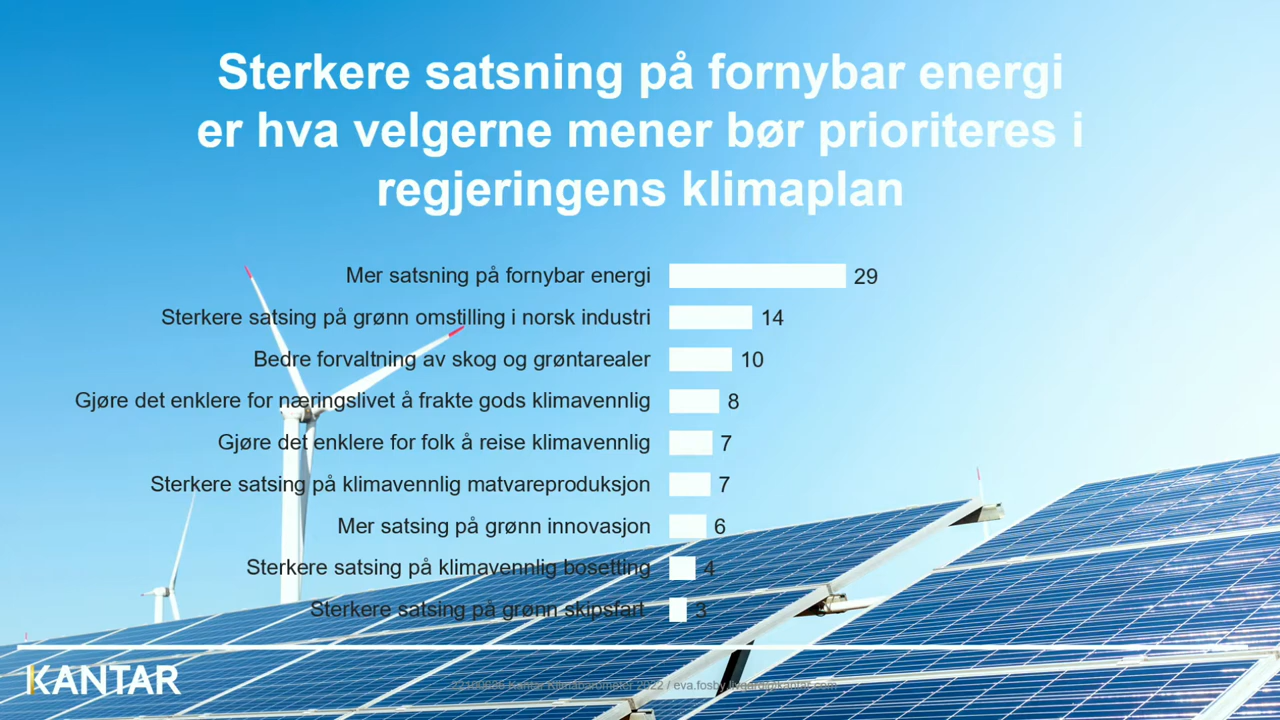 Sterkere satsning på fornybar energi
er hva velgerne mener bør prioriteres i
regjeringens klimaplan
Mer satsning på fornybar energi 29
Sterkere satsing på grønn omstilling i norsk industri 14
Bedre forvaltning av skog og grøntarealer 10
Gjøre det enklere for næringslivet å frakte gods klimavennlig 8
Gjøre det enklere for folk å reise klimavennlig 7
Sterkere satsing på klimavennlig matvareproduksjon 7
Mer satsing på grønn innovasjon 6
Sterkere satsing på klimavennlig bosetting 4
Sterkere satsing på grønn skipsfart 3
KANTAR
Kantar Klimabarometer 2022 /